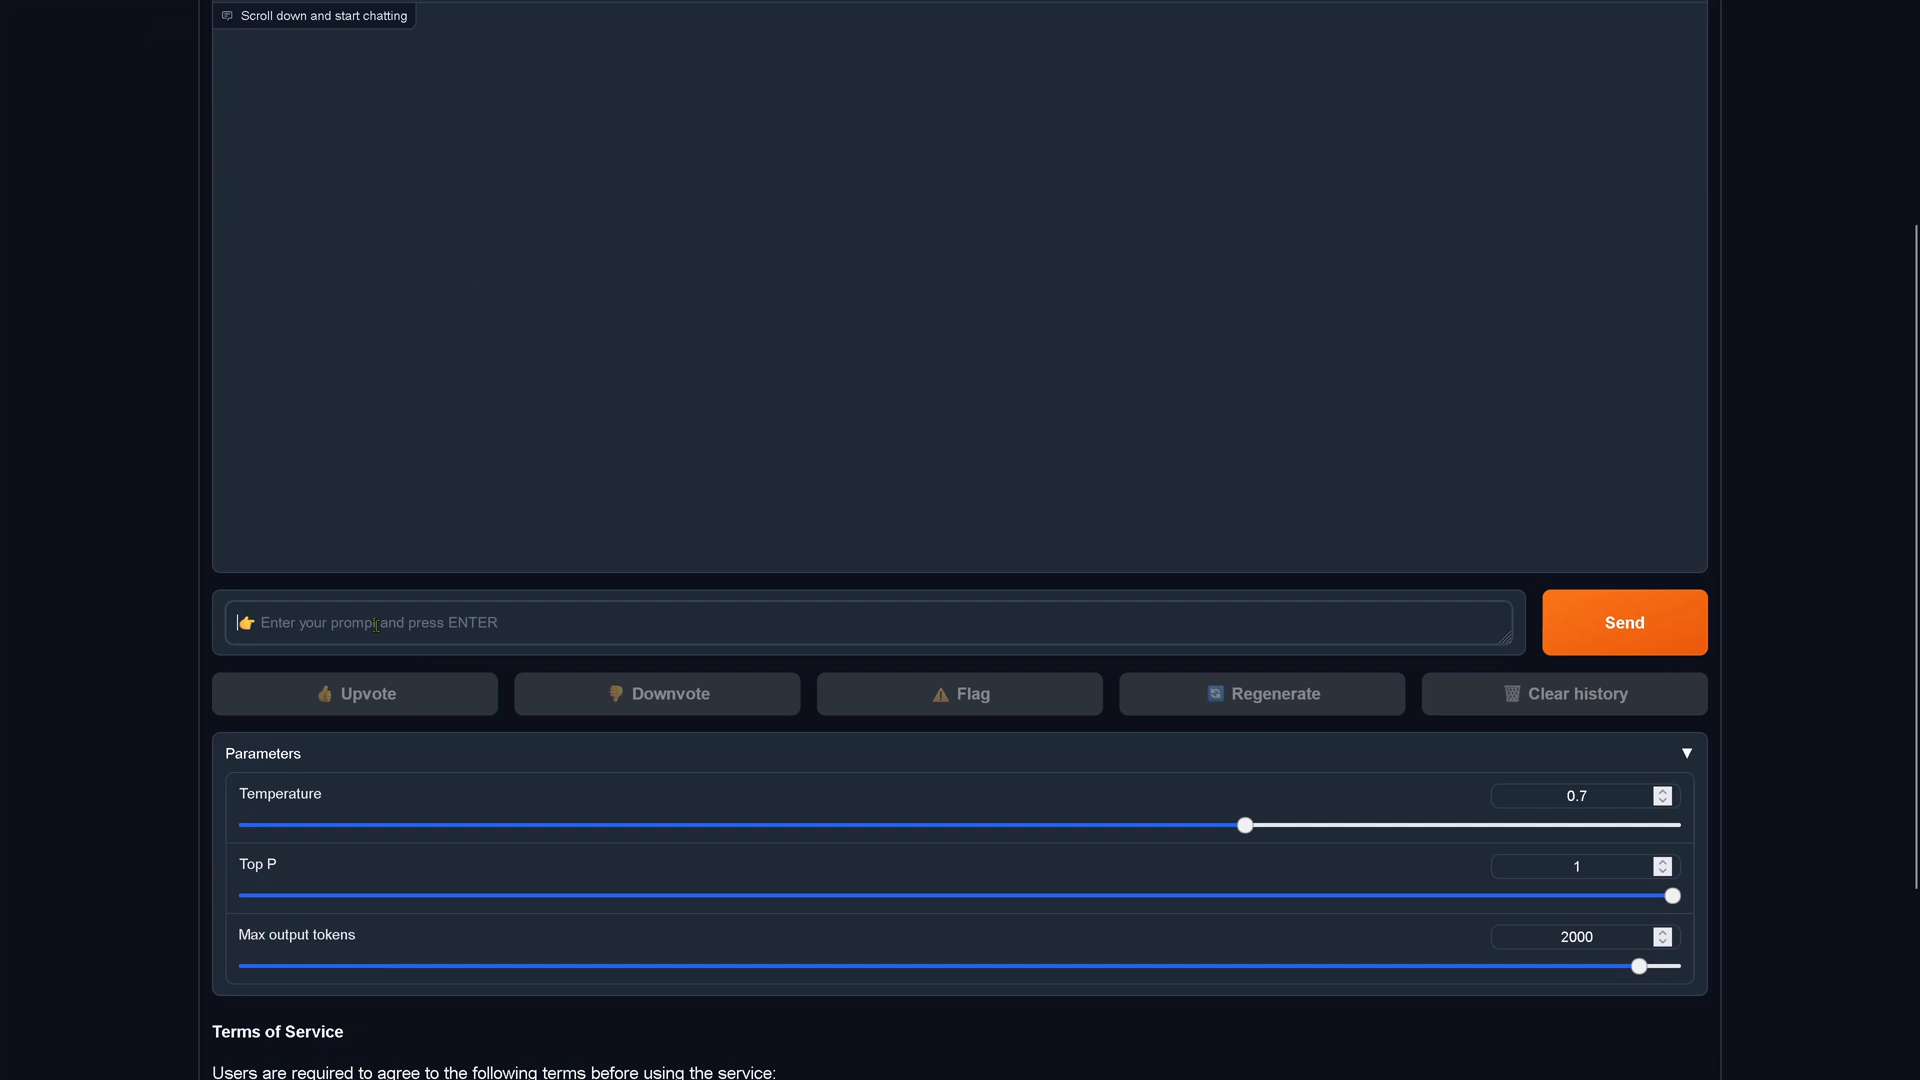 Scroll down and start chatting
👉 Enter your prompt and press ENTER
Send
👍 Upvote
👎 Downvote
⚠️ Flag
🔄 Regenerate
🗑️ Clear history
Parameters
▼
Temperature
0.7
Top P
1
Max output tokens
2000
Terms of Service
Users are required to agree to the following terms before using the service: